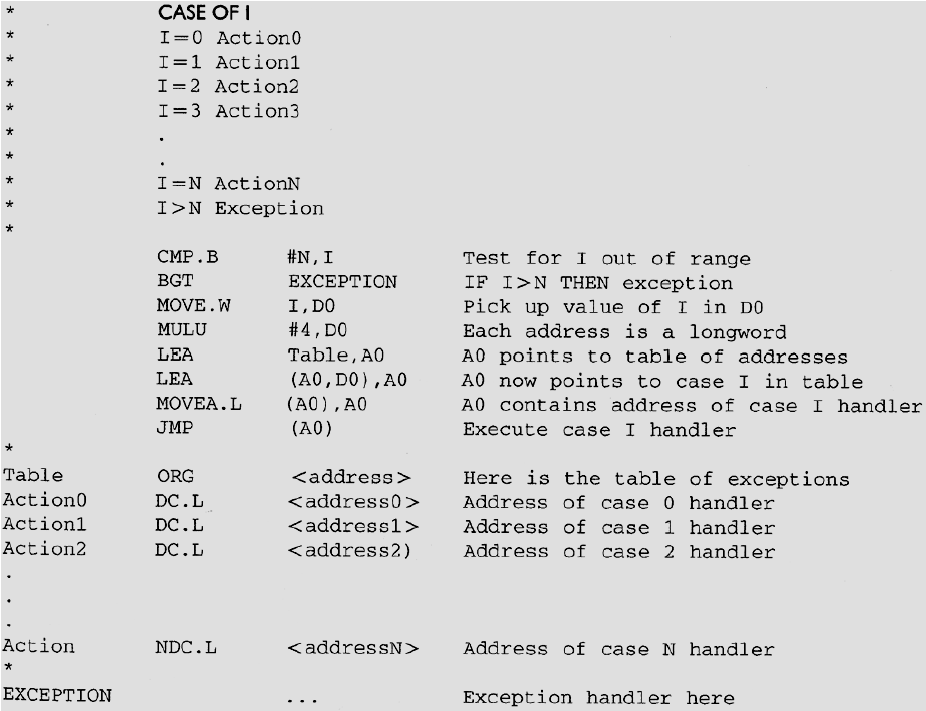 * CASE OF I
* I=0 Action0
* I=1 Action1
* I=2 Action2
* I=3 Action3
* .
* .
* I=N ActionN
* I>N Exception
*
CMP.B #N,I Test for I out of range
BGT EXCEPTION IF I>N THEN exception
MOVE.W I,D0 Pick up value of I in D0
MULU #4,D0 Each address is a longword
LEA Table,A0 A0 points to table of addresses
LEA (A0,D0),A0 A0 now points to case I in table
MOVEA.L (A0),A0 A0 contains address of case I handler
JMP (A0) Execute case I handler
*
Table ORG <address> Here is the table of exceptions
Action0 DC.L <address0> Address of case 0 handler
Action1 DC.L <address1> Address of case 1 handler
Action2 DC.L <address2) Address of case 2 handler
.
.
.
Action NDC.L <addressN> Address of case N handler
*
EXCEPTION ... Exception handler here